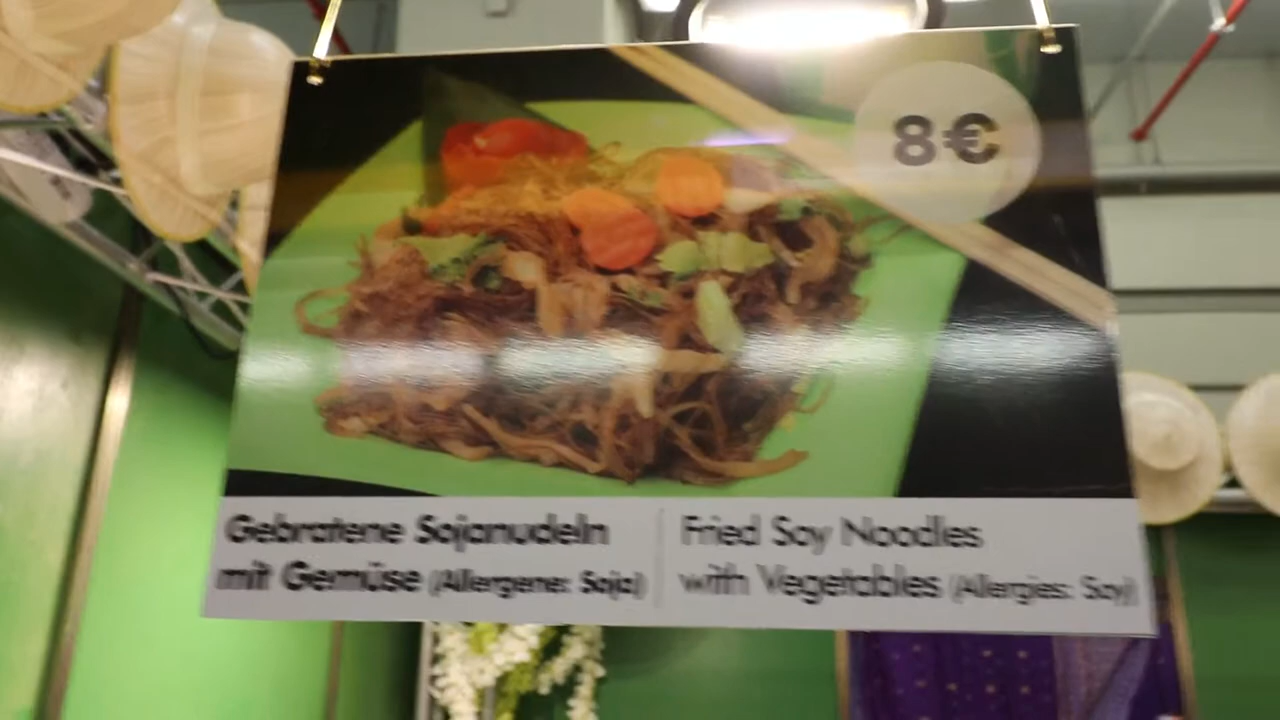 8€
Gebratene Sojanudeln
mit Gemüse (Allergene: Soja)
Fried Soy Noodles
with Vegetables (Allergies: Soy)